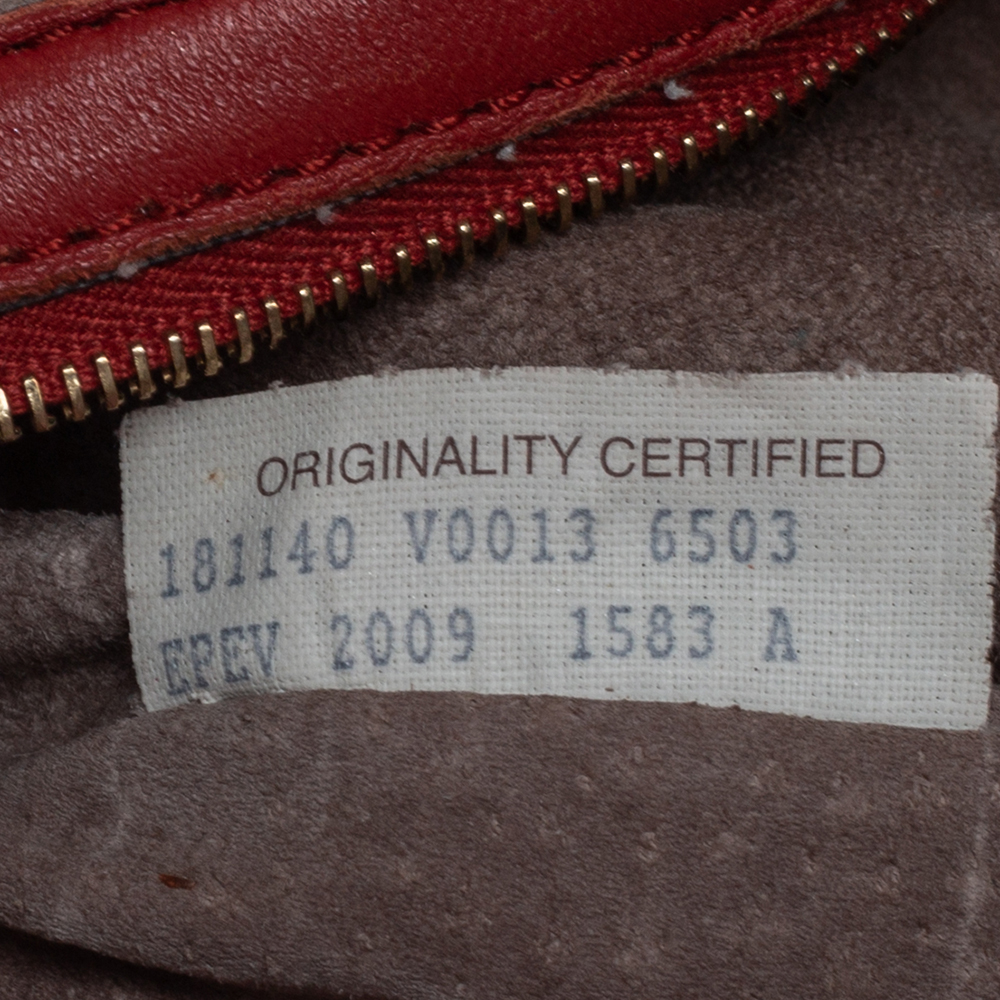 ORIGINALITY CERTIFIED
181140 V0013 6503
EPEV 2009 1583 A